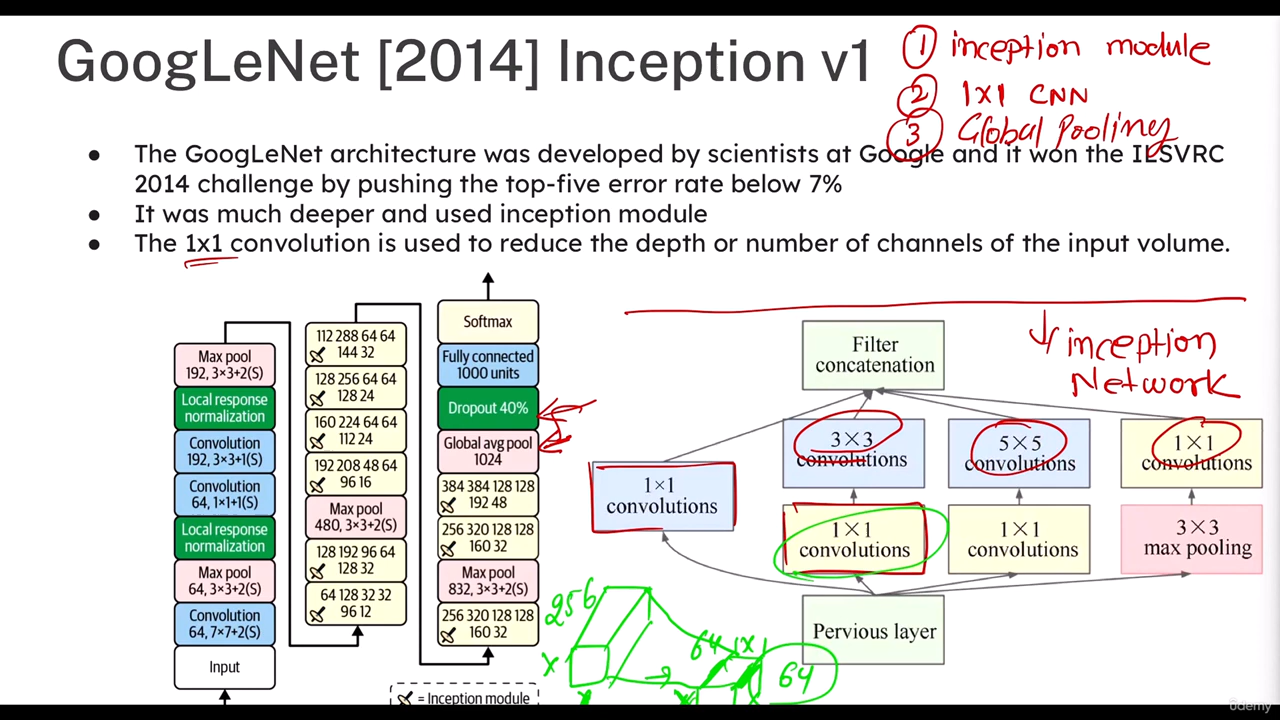 GoogLeNet [2014] Inception v1
① inception module
② 1x1 CNN
③ Global Pooling
● The GoogLeNet architecture was developed by scientists at Google and it won the ILSVRC
2014 challenge by pushing the top-five error rate below 7%
● It was much deeper and used inception module
● The 1x1 convolution is used to reduce the depth or number of channels of the input volume.
Max pool
192, 3×3+2(S)
Local response
normalization
Convolution
192, 3×3+1(S)
Convolution
64, 1×1+1(S)
Local response
normalization
Max pool
64, 3×3+2(S)
Convolution
64, 7×7+2(S)
Input
112 288 64 64
144 32
128 256 64 64
128 24
160 224 64 64
112 24
192 208 48 64
96 16
Max pool
480, 3×3+2(S)
128 192 96 64
128 32
64 128 32 32
96 12
Softmax
Fully connected
1000 units
Dropout 40%
Global avg pool
1024
384 384 128 128
192 48
256 320 128 128
160 32
Max pool
832, 3×3+2(S)
256 320 128 128
160 32
= Inception module
inception
Network
Filter
concatenation
3×3
convolutions
5×5
convolutions
1×1
convolutions
1×1
convolutions
1×1
convolutions
1×1
convolutions
3×3
max pooling
Pervious layer
256
x
x
64
1x1
64
ûdemy